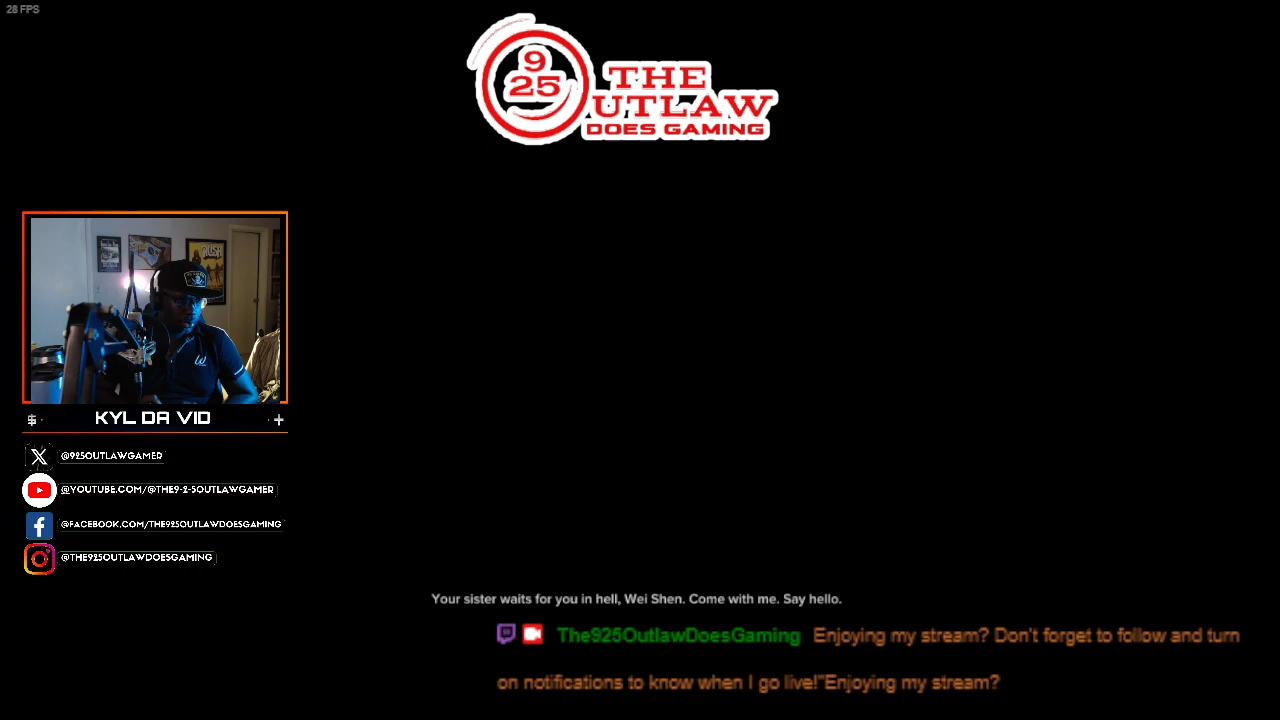 28 FPS
9
25
THE
OUTLAW
DOES GAMING
RUSH
W
KYL DA VID
@925OUTLAWGAMER
@YOUTUBE.COM/@THE9-2-5OUTLAWGAMER
@FACEBOOK.COM/THE925OUTLAWDOESGAMING
@THE925OUTLAWDOESGAMING
Your sister waits for you in hell, Wei Shen. Come with me. Say hello.
The925OutlawDoesGaming Enjoying my stream? Don't forget to follow and turn
on notifications to know when I go live!"Enjoying my stream?